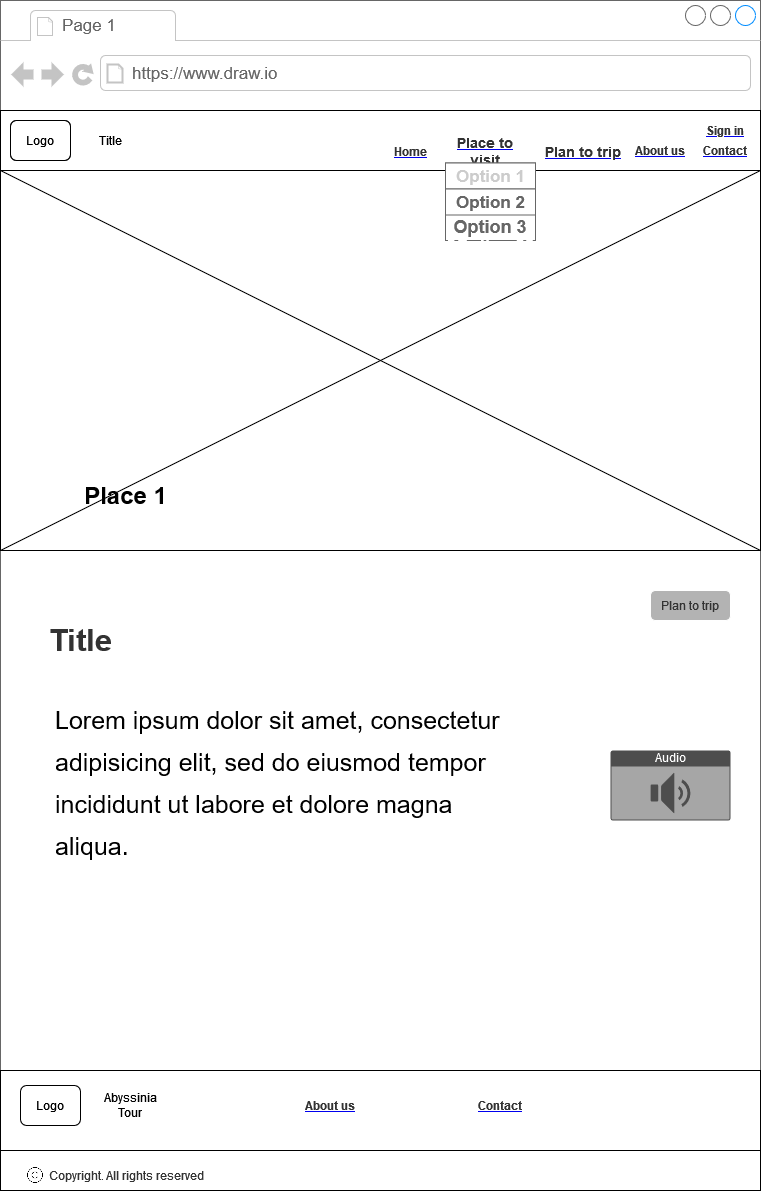 Page 1
https://www.draw.io
Logo
Title
Home
Place to
visit
Plan to trip
About us
Sign in
Contact
Option 1
Option 2
Option 3
Place 1
Plan to trip
Title
Lorem ipsum dolor sit amet, consectetur
adipisicing elit, sed do eiusmod tempor
incididunt ut labore et dolore magna
aliqua.
Audio
Logo
Abyssinia
Tour
About us
Contact
© Copyright. All rights reserved